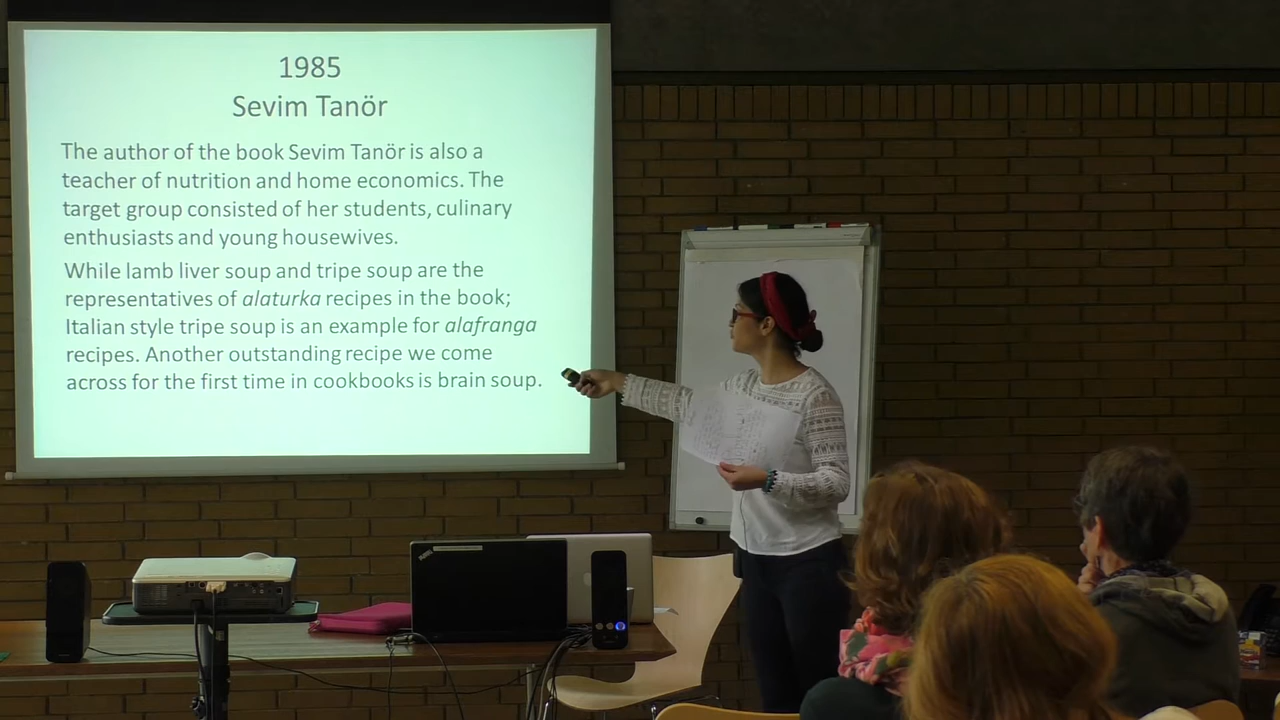 1985
Sevim Tanör
The author of the book Sevim Tanör is also a
teacher of nutrition and home economics. The
target group consisted of her students, culinary
enthusiasts and young housewives.
While lamb liver soup and tripe soup are the
representatives of alaturka recipes in the book;
Italian style tripe soup is an example for alafranga
recipes. Another outstanding recipe we come
across for the first time in cookbooks is brain soup.